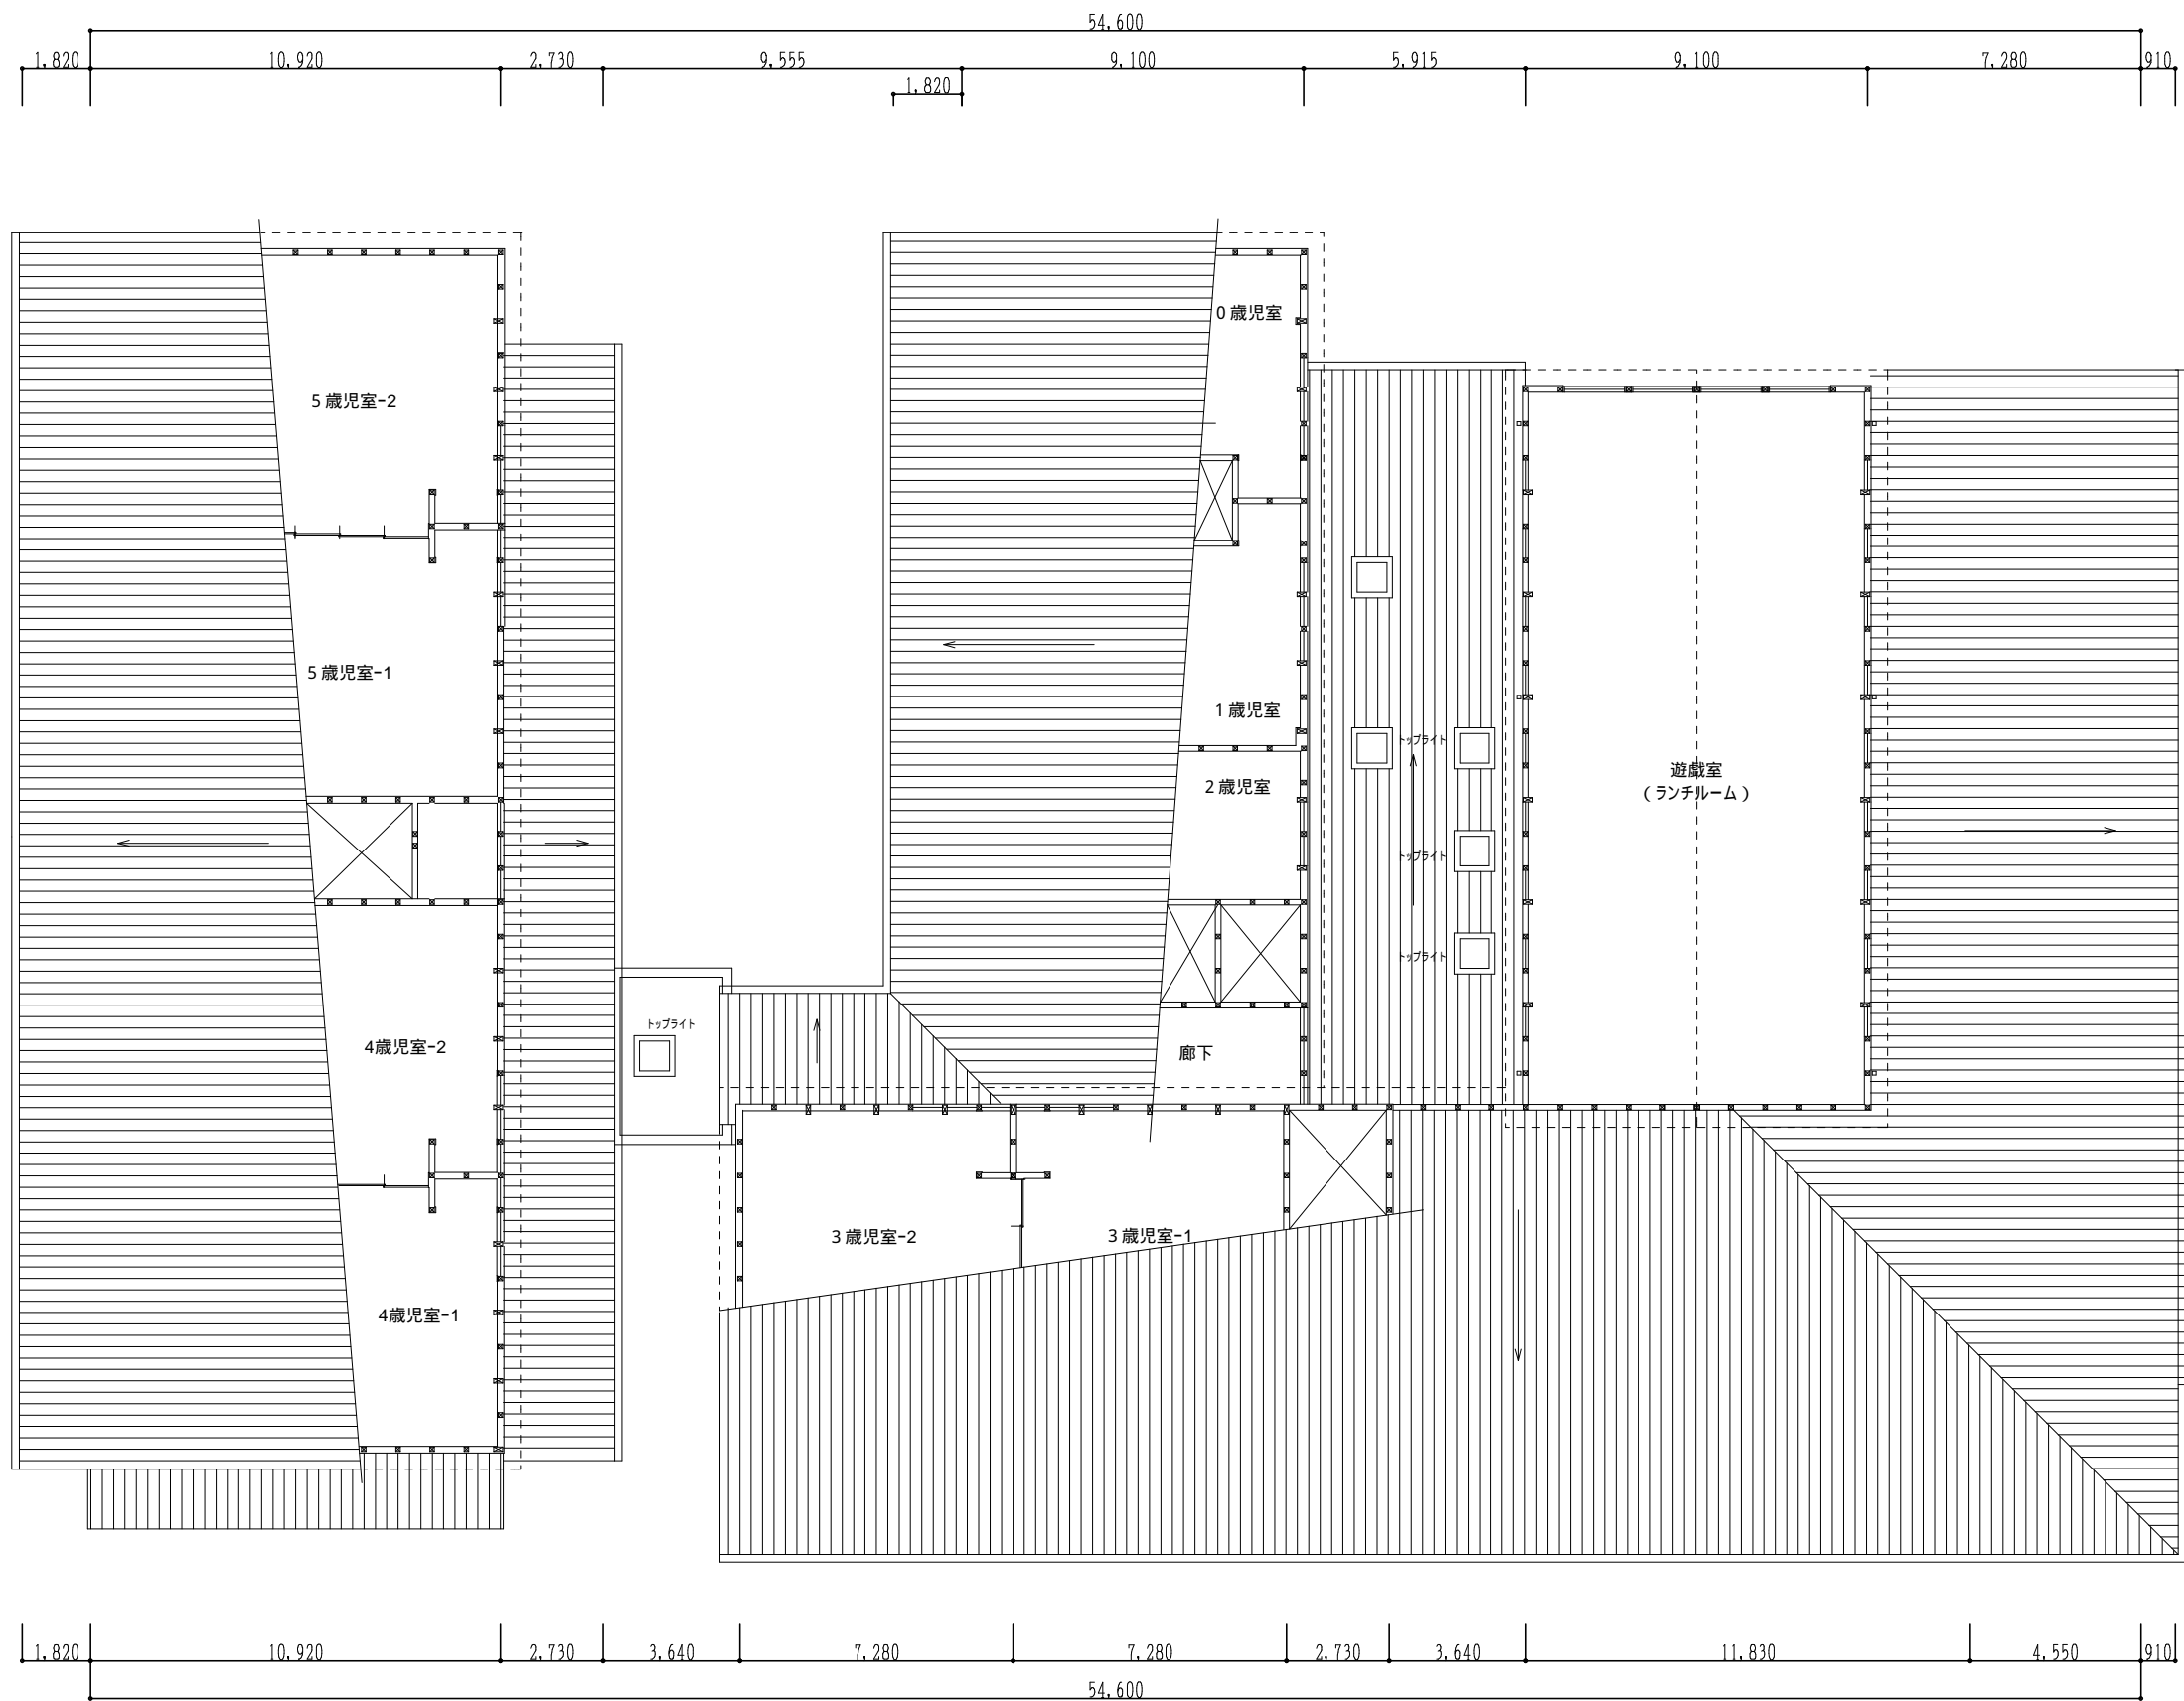 54,600
1,820 10,920 2,730 9,555 9,100 5,915 9,100 7,280 910
1,820
0歳児室
5歳児室-2
5歳児室-1
1歳児室
トップライト
遊戯室
(ランチルーム)
2歳児室
トップライト
トップライト
トップライト
4歳児室-2
廊下
3歳児室-2
3歳児室-1
4歳児室-1
1,820 10,920 2,730 3,640 7,280 7,280 2,730 3,640 11,830 4,550 910
54,600